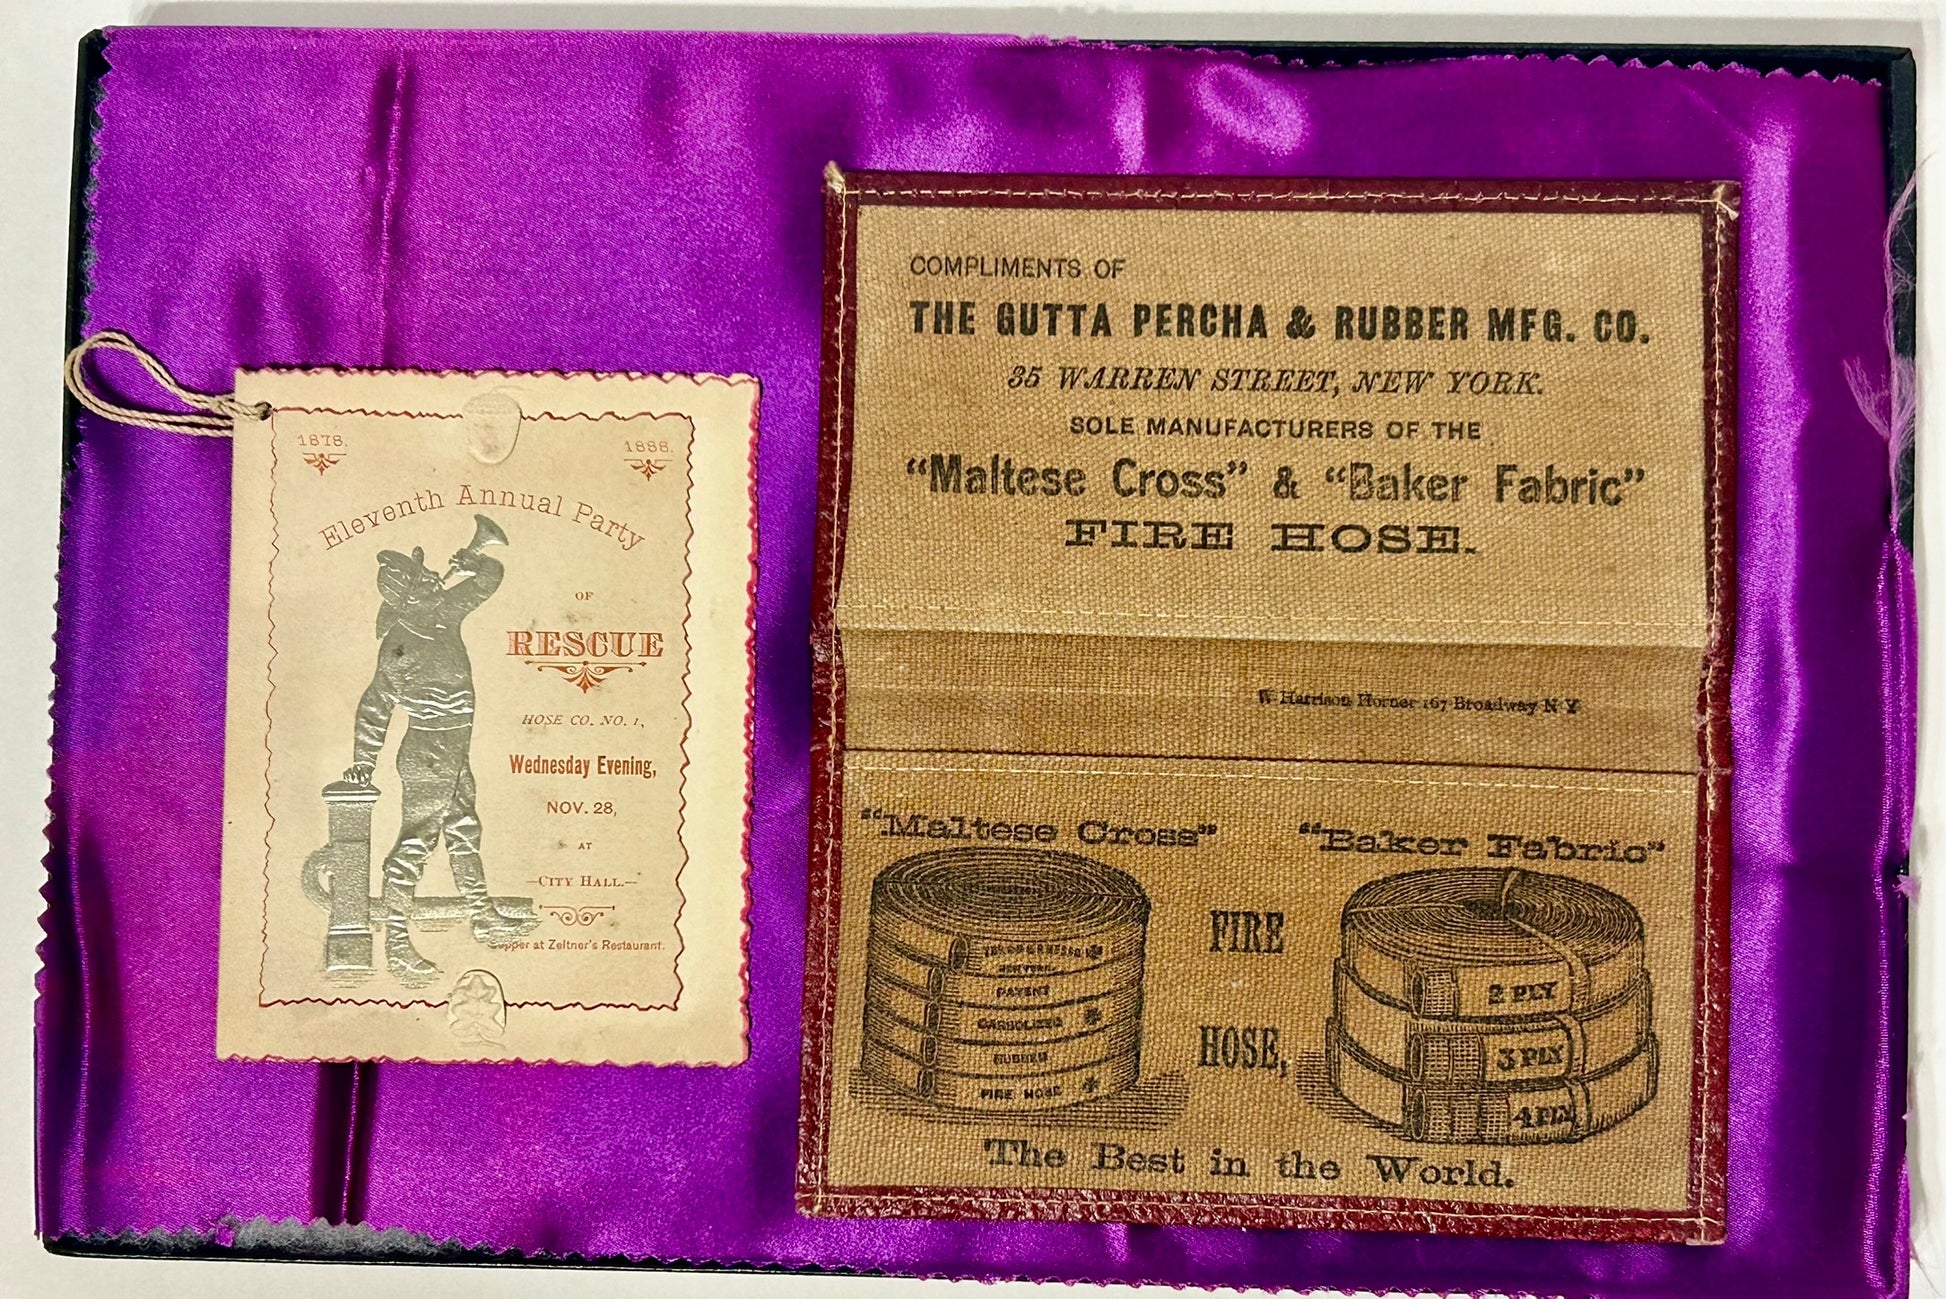 1878.
1888.
Eleventh Annual Party
OF
RESCUE
HOSE CO. NO. 1,
Wednesday Evening,
NOV. 28,
AT
—CITY HALL.—
at Zeltner's Restaurant.
COMPLIMENTS OF
THE GUTTA PERCHA & RUBBER MFG. CO.
35 WARREN STREET, NEW YORK.
SOLE MANUFACTURERS OF THE
“Maltese Cross” & “Baker Fabric”
FIRE HOSE.
W Harrison Horner 167 Broadway N Y
“Maltese Cross”
“Baker Fabric”
FIRE
HOSE,
NEW YORK
PATENT
CARBOLIZED
RUBBER
FIRE HOSE
2 PLY
3 PLY
4 PLY
The Best in the World.